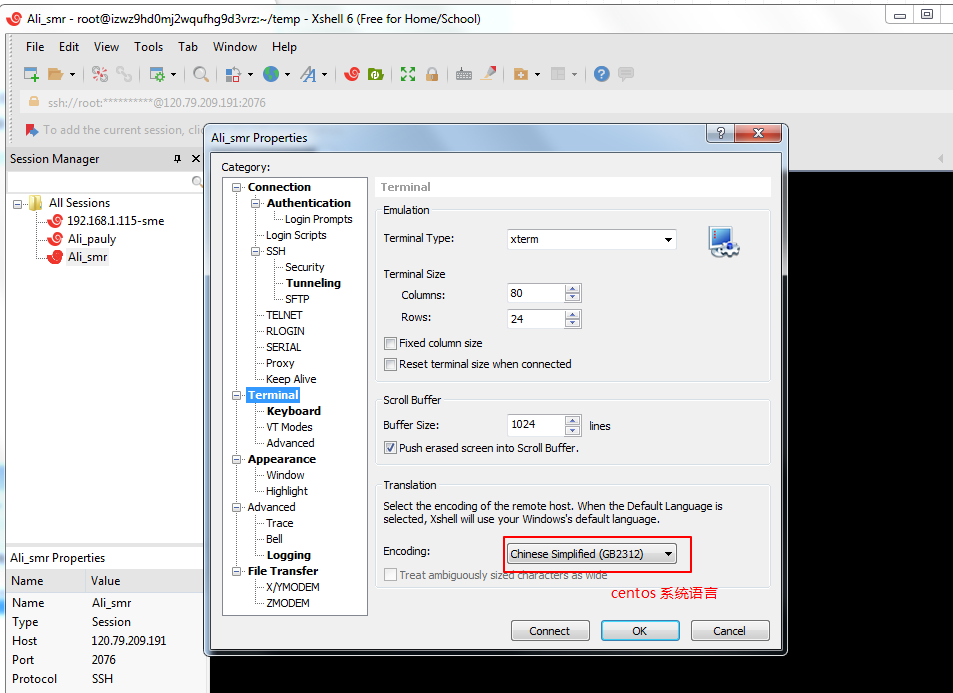 Ali_smr - root@izwz9hd0mj2wqufhg9d3vrz:~/temp - Xshell 6 (Free for Home/School)
File Edit View Tools Tab Window Help
ssh://root:**********@120.79.209.191:2076
To add the current session, clic
Session Manager
All Sessions
192.168.1.115-sme
Ali_pauly
Ali_smr
Ali_smr Properties
Name Value
Name Ali_smr
Type Session
Host 120.79.209.191
Port 2076
Protocol SSH
Ali_smr Properties
Category:
Connection
Authentication
Login Prompts
Login Scripts
SSH
Security
Tunneling
SFTP
TELNET
RLOGIN
SERIAL
Proxy
Keep Alive
Terminal
Keyboard
VT Modes
Advanced
Appearance
Window
Highlight
Advanced
Trace
Bell
Logging
File Transfer
X/YMODEM
ZMODEM
Terminal
Emulation
Terminal Type: xterm
Terminal Size
Columns: 80
Rows: 24
Fixed column size
Reset terminal size when connected
Scroll Buffer
Buffer Size: 1024 lines
Push erased screen into Scroll Buffer.
Translation
Select the encoding of the remote host. When the Default Language is
selected, Xshell will use your Windows's default language.
Encoding: Chinese Simplified (GB2312)
Treat ambiguously sized characters as wide
centos 系统语言
Connect OK Cancel